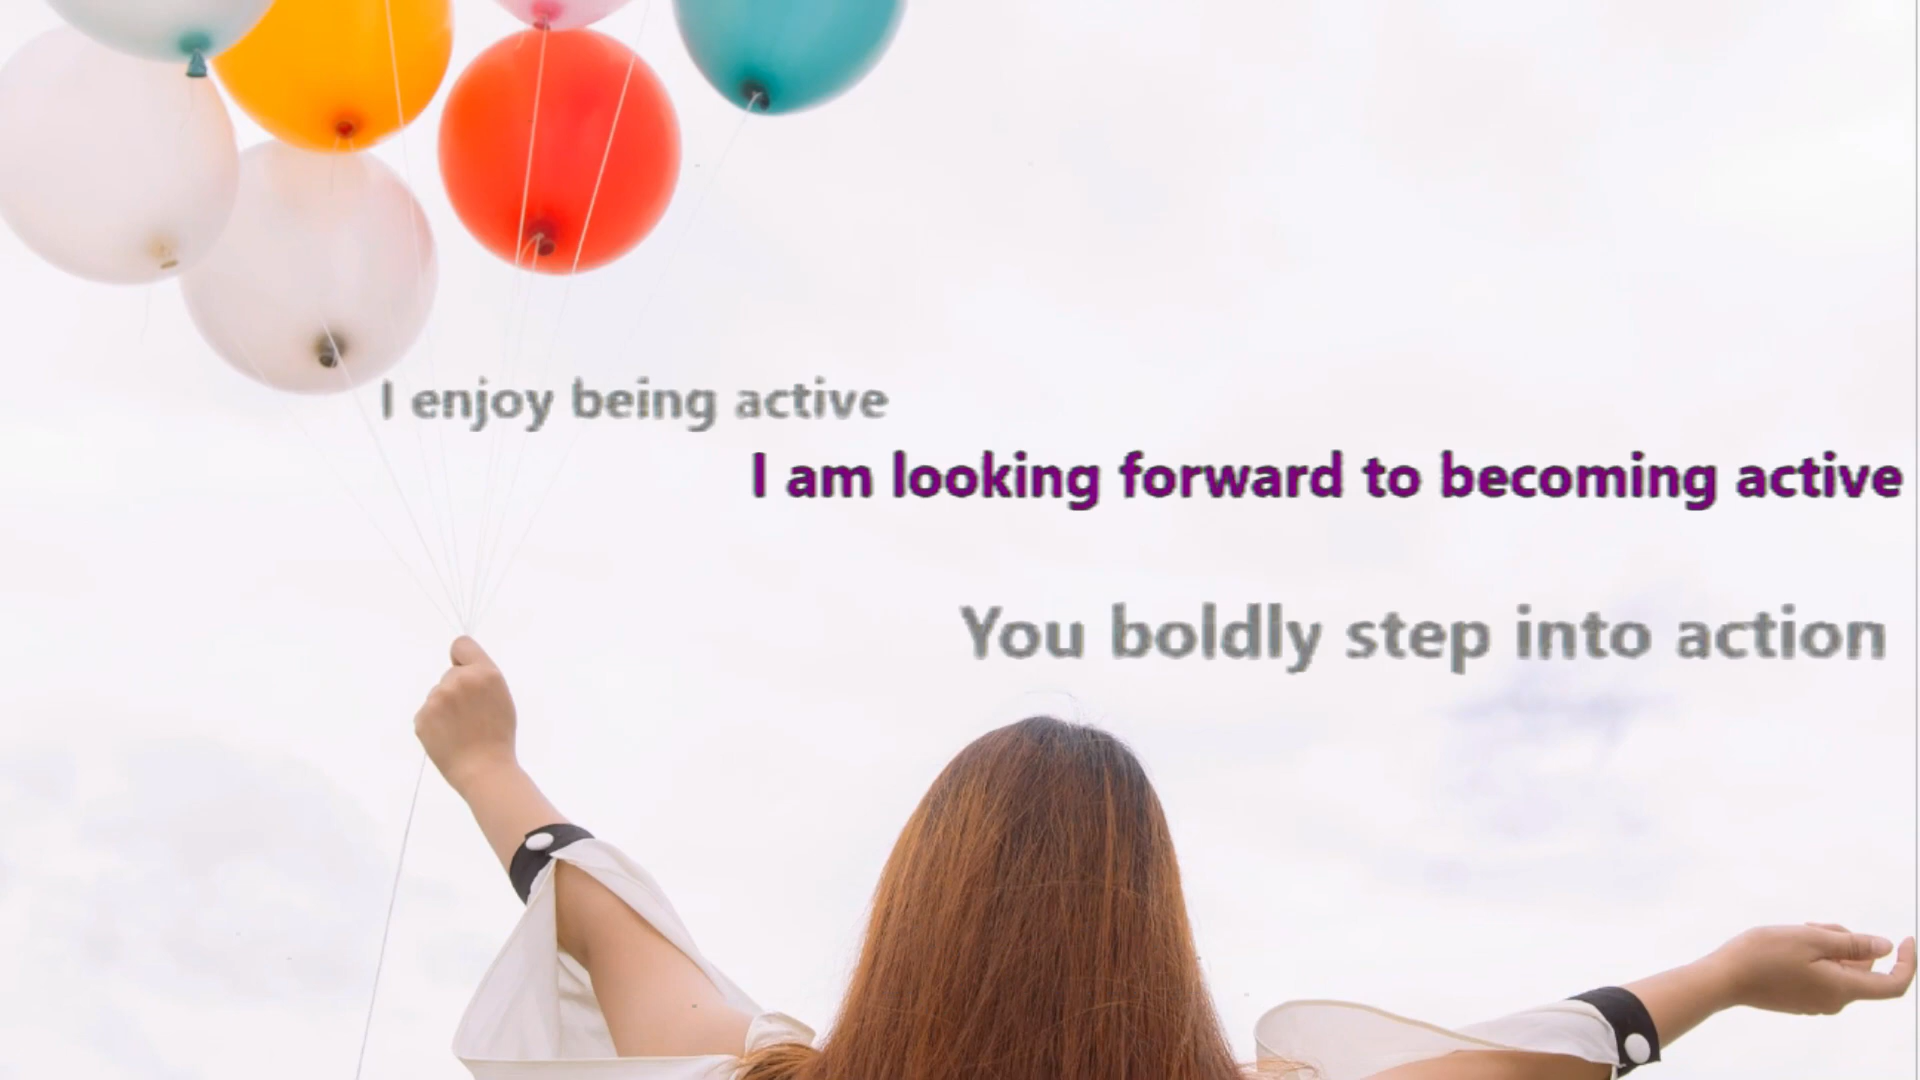 I enjoy being active
I am looking forward to becoming active
You boldly step into action